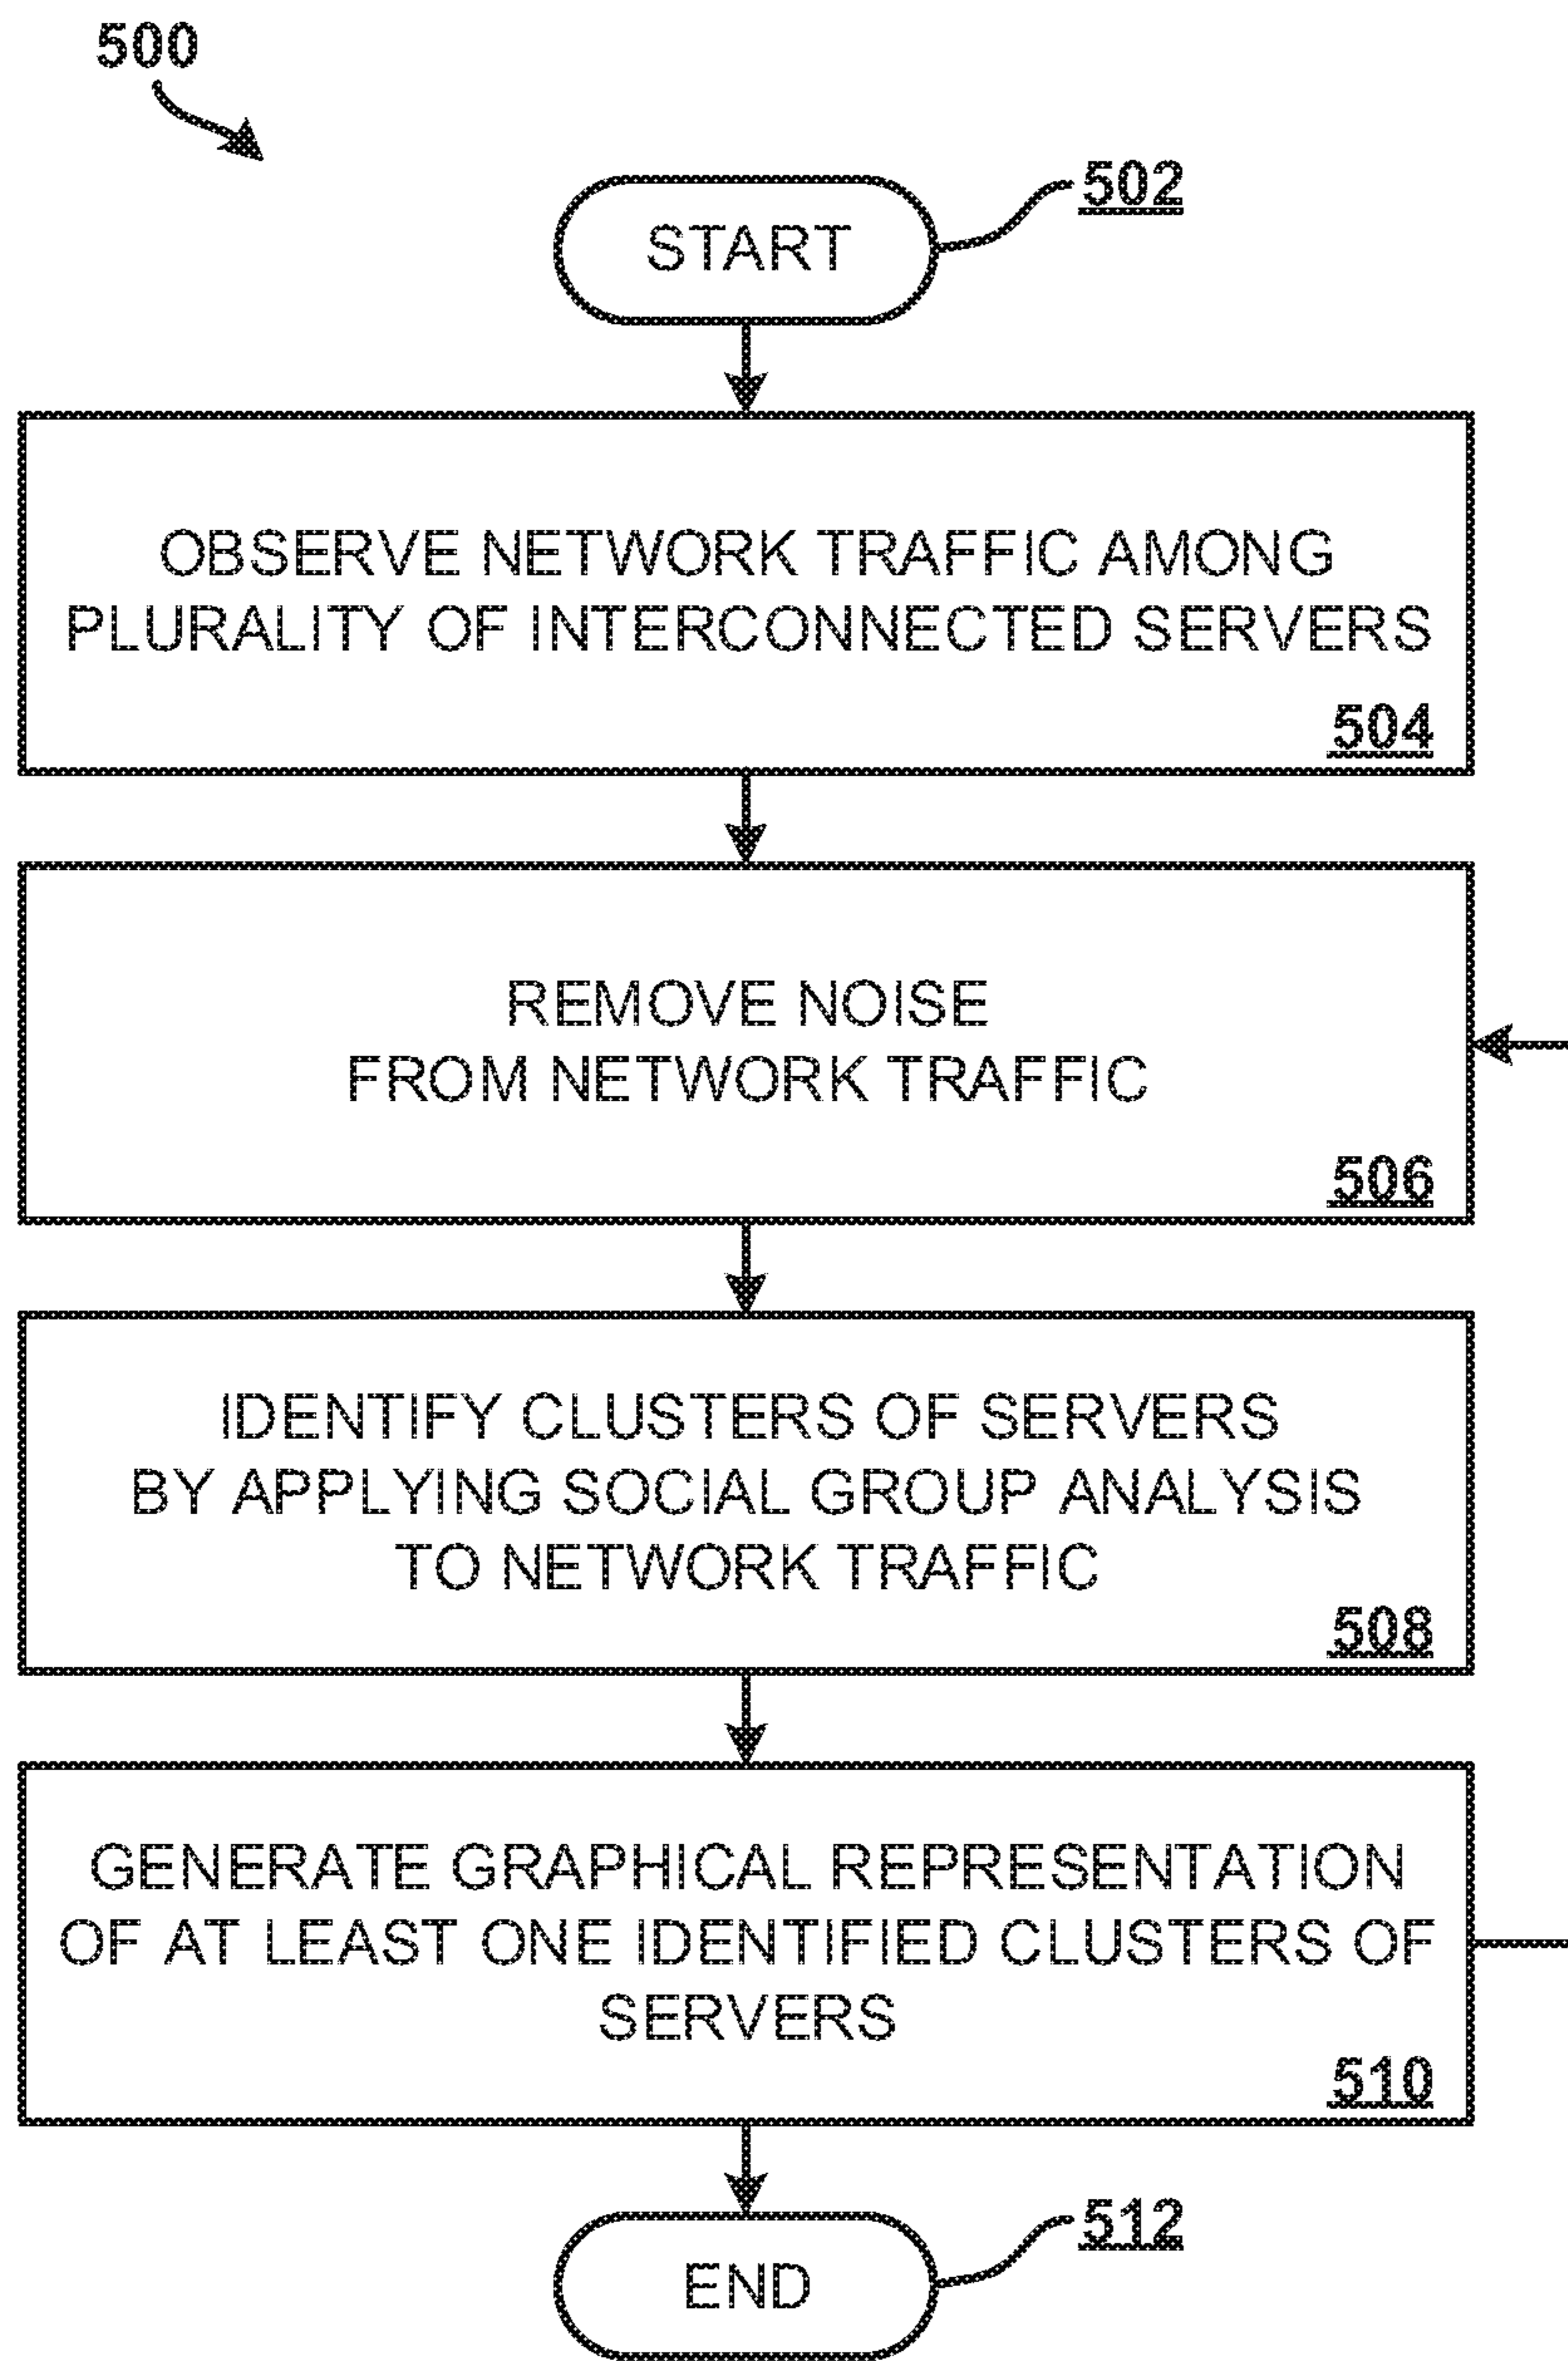 500
502
START
OBSERVE NETWORK TRAFFIC AMONG
PLURALITY OF INTERCONNECTED SERVERS
504
REMOVE NOISE
FROM NETWORK TRAFFIC
506
IDENTIFY CLUSTERS OF SERVERS
BY APPLYING SOCIAL GROUP ANALYSIS
TO NETWORK TRAFFIC
508
GENERATE GRAPHICAL REPRESENTATION
OF AT LEAST ONE IDENTIFIED CLUSTERS OF
SERVERS
510
512
END